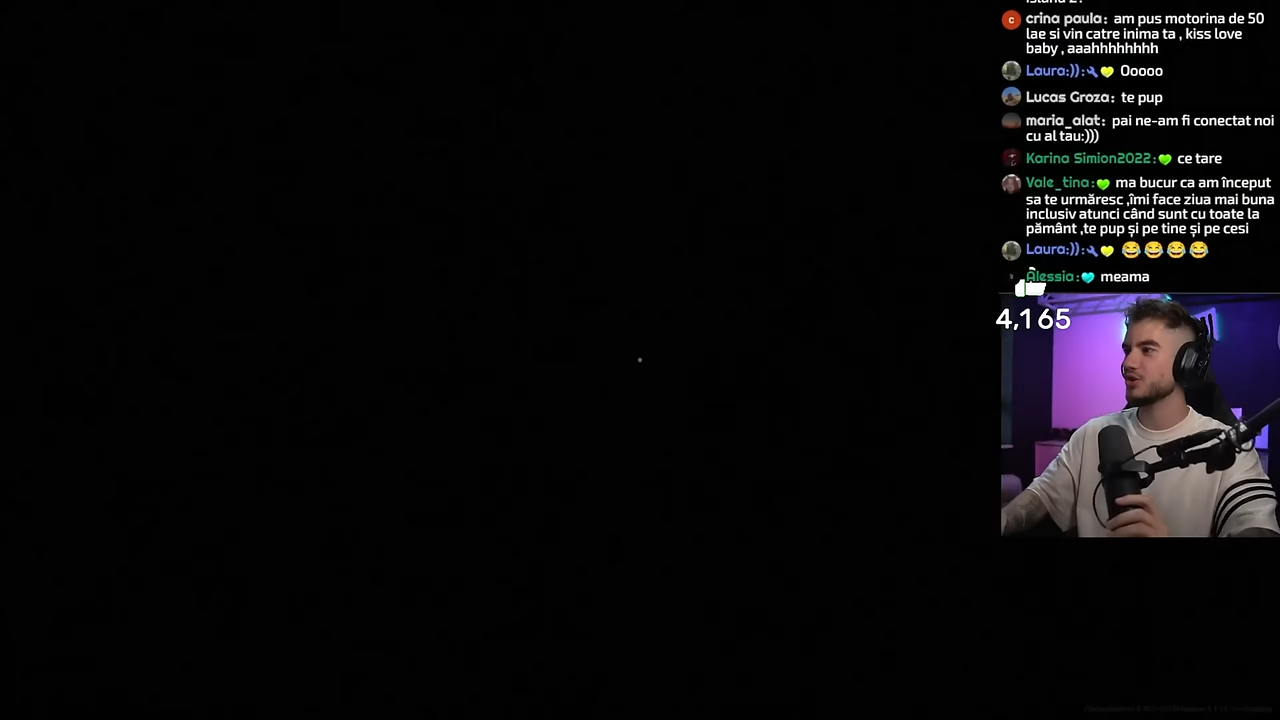 crina paula: am pus motorina de 50
lae si vin catre inima ta , kiss love
baby , aaahhhhhhhh
Laura:)): Ooooo
Lucas Groza: te pup
maria_alat: pai ne-am fi conectat noi
cu al tau:)))
Karina Simion2022: ce tare
Vale_tina: ma bucur ca am început
sa te urmăresc ,îmi face ziua mai buna
inclusiv atunci când sunt cu toate la
pământ ,te pup și pe tine și pe cesi
Laura:)): 😂😂😂😂
Alessia: meama
4,165